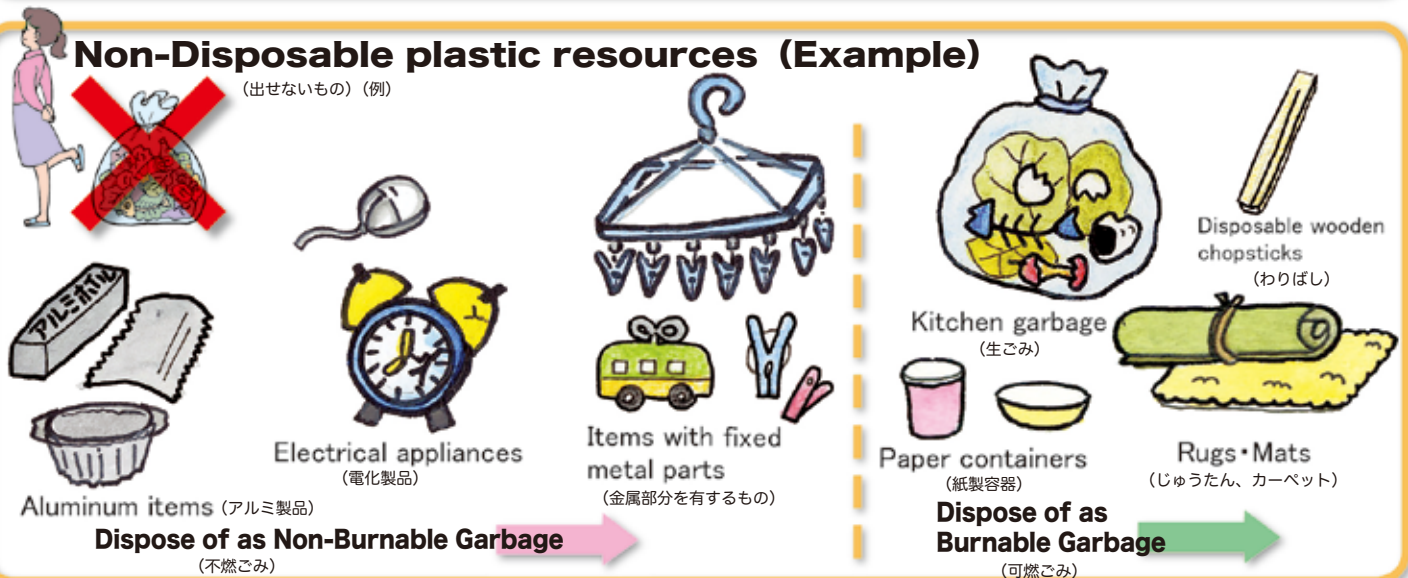 Non-Disposable plastic resources（Example）
（出せないもの）（例）
アルミホイル
Aluminum items（アルミ製品）
Electrical appliances
（電化製品）
Items with fixed
metal parts
（金属部分を有するもの）
Dispose of as Non-Burnable Garbage
（不燃ごみ）
Disposable wooden
chopsticks
（わりばし）
Kitchen garbage
（生ごみ）
Paper containers
（紙製容器）
Rugs・Mats
（じゅうたん、カーペット）
Dispose of as
Burnable Garbage
（可燃ごみ）